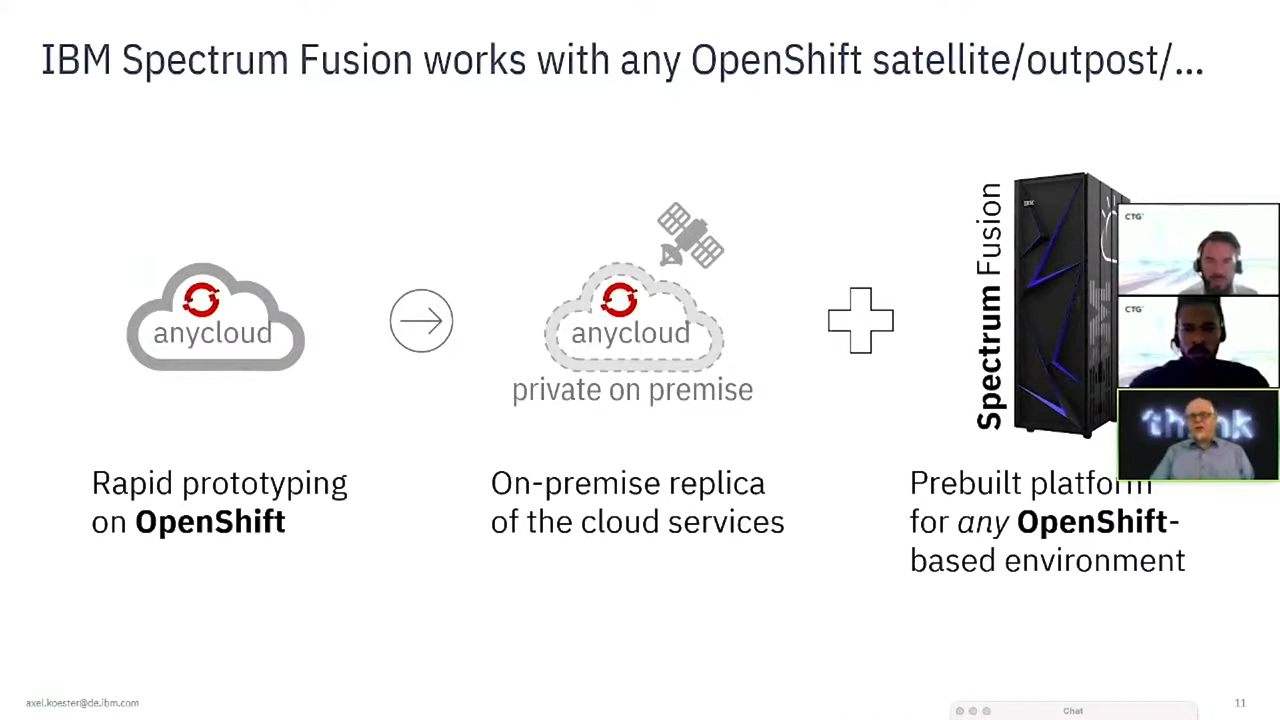 IBM Spectrum Fusion works with any OpenShift satellite/outpost/...
anycloud
anycloud
private on premise
Spectrum Fusion
IBM
CTG
CTG
think
Rapid prototyping
on OpenShift
On-premise replica
of the cloud services
Prebuilt platform
for any OpenShift-
based environment
axel.koester@de.ibm.com
Chat
11